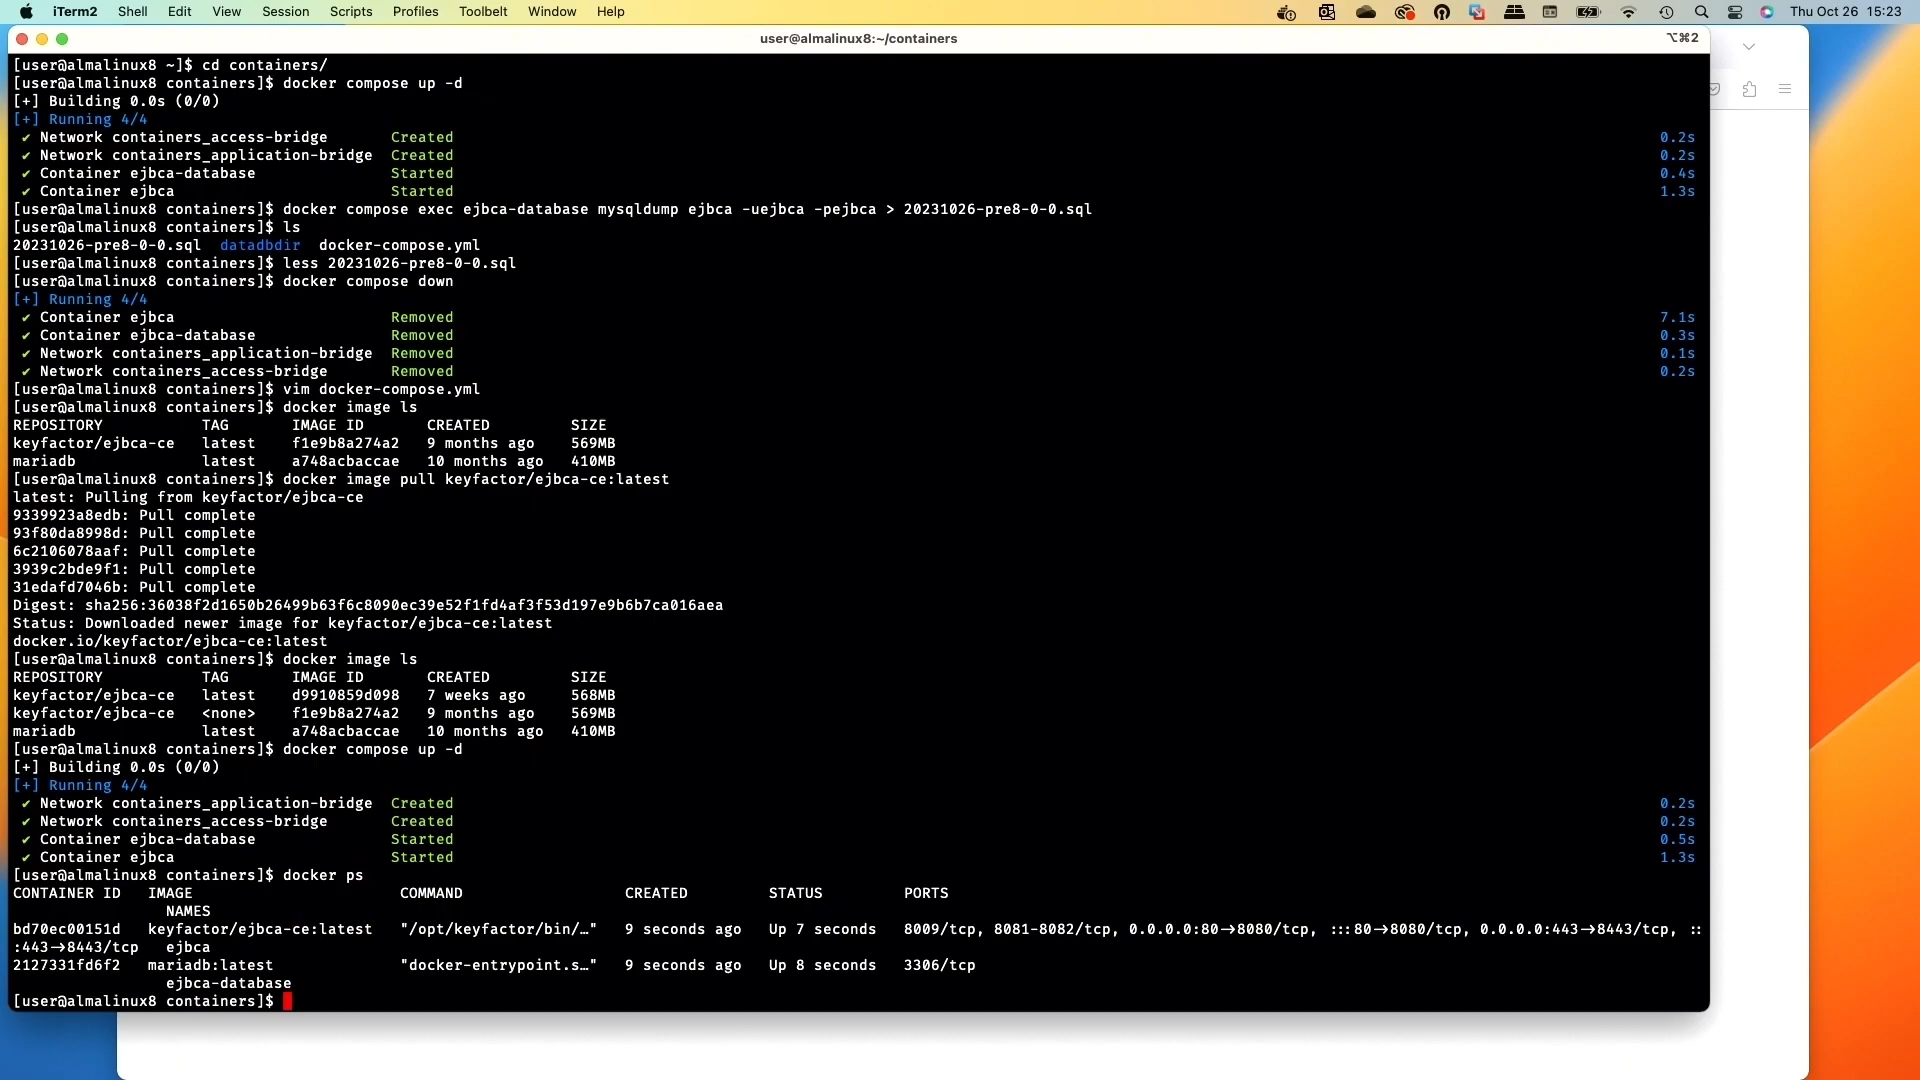 iTerm2 Shell Edit View Session Scripts Profiles Toolbelt Window Help Thu Oct 26 15:23
user@almalinux8:~/containers ⌥⌘2
[user@almalinux8 ~]$ cd containers/
[user@almalinux8 containers]$ docker compose up -d
[+] Building 0.0s (0/0)
[+] Running 4/4
✔ Network containers_access-bridge Created 0.2s
✔ Network containers_application-bridge Created 0.2s
✔ Container ejbca-database Started 0.4s
✔ Container ejbca Started 1.3s
[user@almalinux8 containers]$ docker compose exec ejbca-database mysqldump ejbca -uejbca -pejbca > 20231026-pre8-0-0.sql
[user@almalinux8 containers]$ ls
20231026-pre8-0-0.sql datadbdir docker-compose.yml
[user@almalinux8 containers]$ less 20231026-pre8-0-0.sql
[user@almalinux8 containers]$ docker compose down
[+] Running 4/4
✔ Container ejbca Removed 7.1s
✔ Container ejbca-database Removed 0.3s
✔ Network containers_application-bridge Removed 0.1s
✔ Network containers_access-bridge Removed 0.2s
[user@almalinux8 containers]$ vim docker-compose.yml
[user@almalinux8 containers]$ docker image ls
REPOSITORY TAG IMAGE ID CREATED SIZE
keyfactor/ejbca-ce latest f1e9b8a274a2 9 months ago 569MB
mariadb latest a748acbaccae 10 months ago 410MB
[user@almalinux8 containers]$ docker image pull keyfactor/ejbca-ce:latest
latest: Pulling from keyfactor/ejbca-ce
9339923a8edb: Pull complete
93f80da8998d: Pull complete
6c2106078aaf: Pull complete
3939c2bde9f1: Pull complete
31edafd7046b: Pull complete
Digest: sha256:36038f2d1650b26499b63f6c8090ec39e52f1fd4af3f53d197e9b6b7ca016aea
Status: Downloaded newer image for keyfactor/ejbca-ce:latest
docker.io/keyfactor/ejbca-ce:latest
[user@almalinux8 containers]$ docker image ls
REPOSITORY TAG IMAGE ID CREATED SIZE
keyfactor/ejbca-ce latest d9910859d098 7 weeks ago 568MB
keyfactor/ejbca-ce <none> f1e9b8a274a2 9 months ago 569MB
mariadb latest a748acbaccae 10 months ago 410MB
[user@almalinux8 containers]$ docker compose up -d
[+] Building 0.0s (0/0)
[+] Running 4/4
✔ Network containers_application-bridge Created 0.2s
✔ Network containers_access-bridge Created 0.2s
✔ Container ejbca-database Started 0.5s
✔ Container ejbca Started 1.3s
[user@almalinux8 containers]$ docker ps
CONTAINER ID IMAGE COMMAND CREATED STATUS PORTS
NAMES
bd70ec00151d keyfactor/ejbca-ce:latest "/opt/keyfactor/bin/…" 9 seconds ago Up 7 seconds 8009/tcp, 8081-8082/tcp, 0.0.0.0:80->8080/tcp, :::80->8080/tcp, 0.0.0.0:443->8443/tcp, ::
:443->8443/tcp ejbca
2127331fd6f2 mariadb:latest "docker-entrypoint.s…" 9 seconds ago Up 8 seconds 3306/tcp
ejbca-database
[user@almalinux8 containers]$